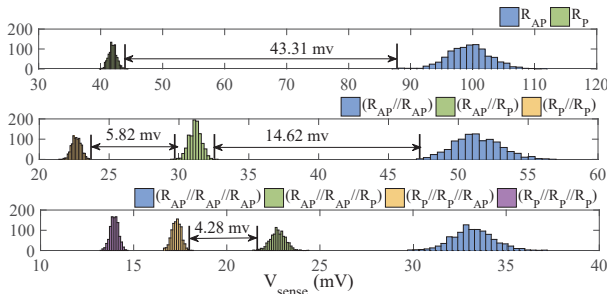 R_AP R_P
200
100
0
43.31 mv
30 40 50 60 70 80 90 100 110 120
(R_AP//R_AP) (R_AP//R_P) (R_P//R_P)
200
100
0
5.82 mv 14.62 mv
20 25 30 35 40 45 50 55 60
(R_AP//R_AP//R_AP) (R_AP//R_AP//R_P) (R_P//R_P//R_AP) (R_P//R_P//R_P)
200
100
0
4.28 mv
10 15 20 25 30 35 40
V_sense (mV)